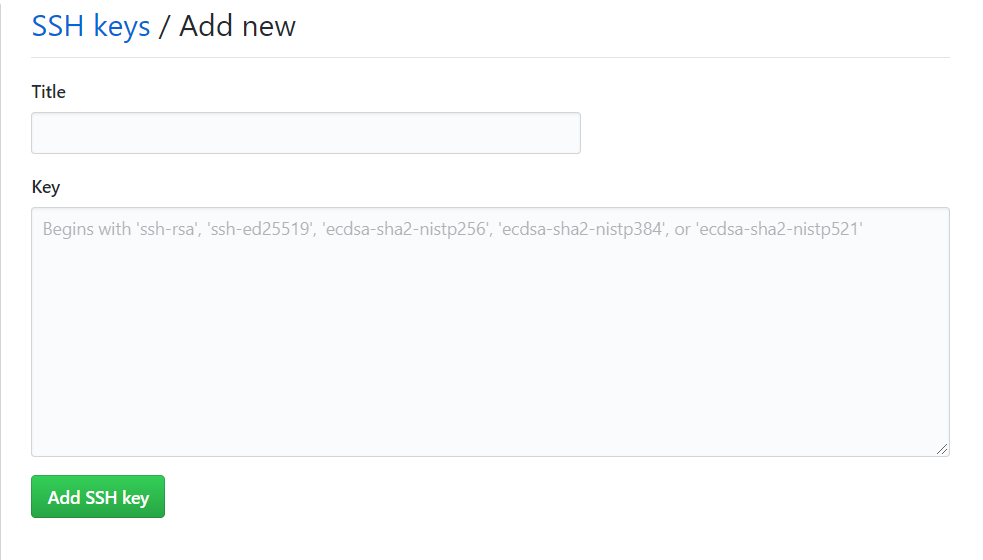 SSH keys / Add new
Title
Key
Begins with 'ssh-rsa', 'ssh-ed25519', 'ecdsa-sha2-nistp256', 'ecdsa-sha2-nistp384', or 'ecdsa-sha2-nistp521'
Add SSH key